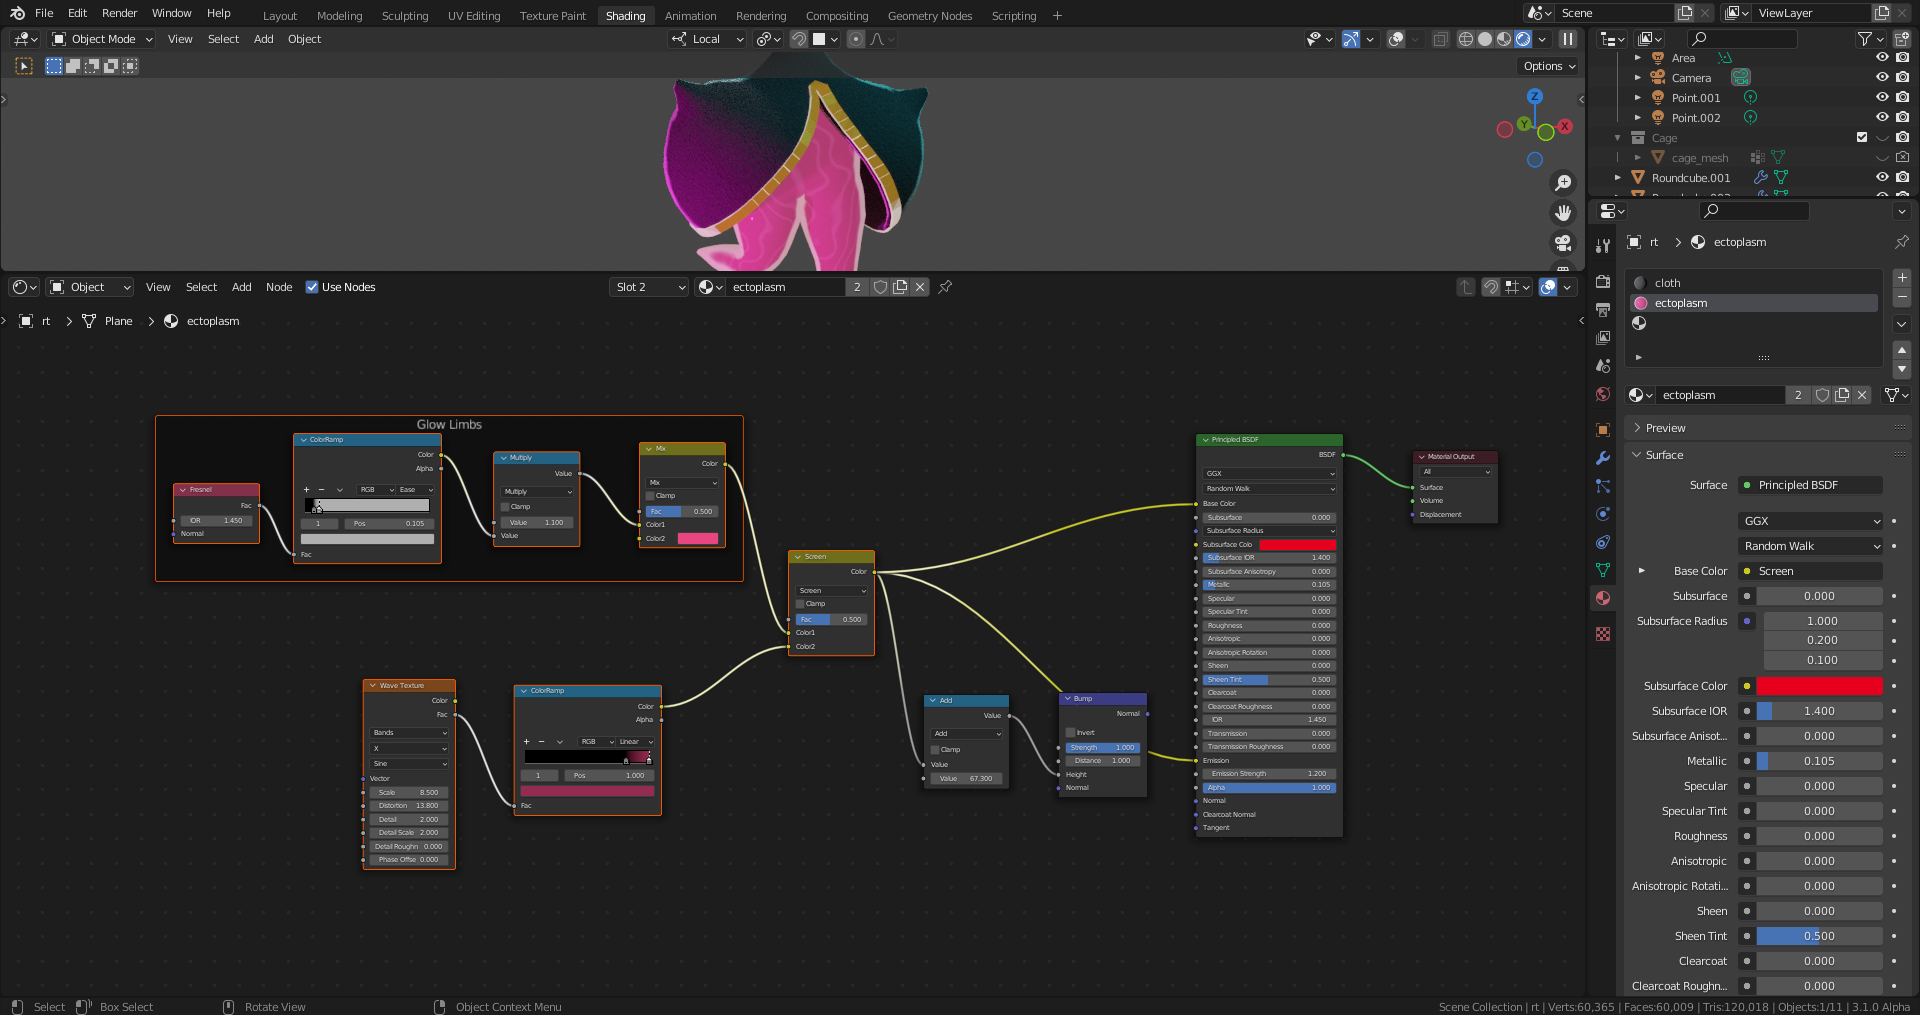 File Edit Render Window Help Layout Modeling Sculpting UV Editing Texture Paint Shading Animation Rendering Compositing Geometry Nodes Scripting + Scene ViewLayer
Object Mode View Select Add Object Local
Options
Area
Camera
Point.001
Point.002
Cage
cage_mesh
Roundcube.001
Z
Y
X
Object View Select Add Node Use Nodes Slot 2 ectoplasm 2
rt > Plane > ectoplasm
Glow Limbs
Fresnel
Fac
IOR 1.450
Normal
ColorRamp
Color
Alpha
+ − RGB Ease
1 Pos 0.105
Fac
Multiply
Value
Multiply
Clamp
Value 1.100
Value
Mix
Color
Mix
Clamp
Fac 0.500
Color1
Color2
Screen
Color
Screen
Clamp
Fac 0.500
Color1
Color2
Wave Texture
Color
Fac
Bands
X
Sine
Vector
Scale 8.500
Distortion 13.800
Detail 2.000
Detail Scale 2.000
Detail Roughn 0.000
Phase Offse 0.000
ColorRamp
Color
Alpha
+ − RGB Linear
1 Pos 1.000
Fac
Add
Value
Add
Clamp
Value
Value 67.300
Bump
Normal
Invert
Strength 1.000
Distance 1.000
Height
Normal
Principled BSDF
BSDF
GGX
Random Walk
Base Color
Subsurface 0.000
Subsurface Radius
Subsurface Colo
Subsurface IOR 1.400
Subsurface Anisotropy 0.000
Metallic 0.105
Specular 0.000
Specular Tint 0.000
Roughness 0.000
Anisotropic 0.000
Anisotropic Rotation 0.000
Sheen 0.000
Sheen Tint 0.500
Clearcoat 0.000
Clearcoat Roughness 0.000
IOR 1.450
Transmission 0.000
Transmission Roughness 0.000
Emission
Emission Strength 1.200
Alpha 1.000
Normal
Clearcoat Normal
Tangent
Material Output
All
Surface
Volume
Displacement
rt > ectoplasm
cloth
ectoplasm
ectoplasm 2
Preview
Surface
Surface Principled BSDF
GGX
Random Walk
Base Color Screen
Subsurface 0.000
Subsurface Radius 1.000
0.200
0.100
Subsurface Color
Subsurface IOR 1.400
Subsurface Anisot... 0.000
Metallic 0.105
Specular 0.000
Specular Tint 0.000
Roughness 0.000
Anisotropic 0.000
Anisotropic Rotati... 0.000
Sheen 0.000
Sheen Tint 0.500
Clearcoat 0.000
Clearcoat Roughn... 0.000
Select Box Select Rotate View Object Context Menu Scene Collection | rt | Verts:60,365 | Faces:60,009 | Tris:120,018 | Objects:1/11 | 3.1.0 Alpha